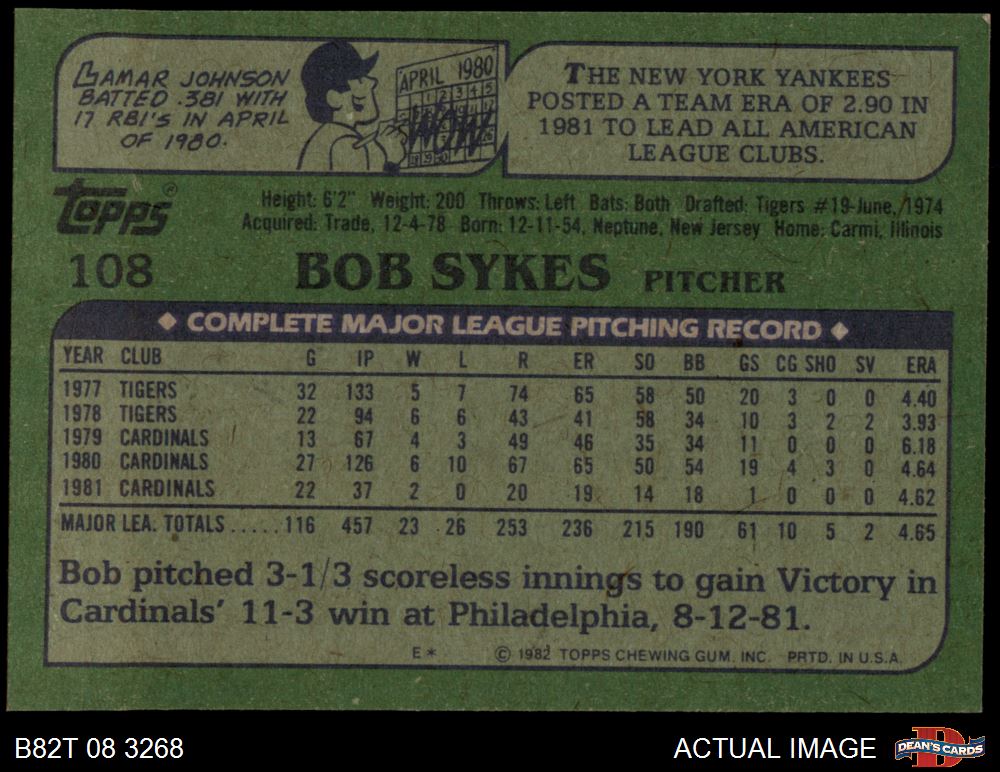 LAMAR JOHNSON
BATTED .381 WITH
17 RBI'S IN APRIL
OF 1980.
APRIL 1980
WOW
THE NEW YORK YANKEES
POSTED A TEAM ERA OF 2.90 IN
1981 TO LEAD ALL AMERICAN
LEAGUE CLUBS.
topps®
Height: 6'2" Weight: 200 Throws: Left Bats: Both Drafted: Tigers #19-June, 1974
Acquired: Trade, 12-4-78 Born: 12-11-54, Neptune, New Jersey Home: Carmi, Illinois
108 BOB SYKES PITCHER
◆ COMPLETE MAJOR LEAGUE PITCHING RECORD ◆
YEAR CLUB G IP W L R ER SO BB GS CG SHO SV ERA
1977 TIGERS 32 133 5 7 74 65 58 50 20 3 0 0 4.40
1978 TIGERS 22 94 6 6 43 41 58 34 10 3 2 2 3.93
1979 CARDINALS 13 67 4 3 49 46 35 34 11 0 0 0 6.18
1980 CARDINALS 27 126 6 10 67 65 50 54 19 4 3 0 4.64
1981 CARDINALS 22 37 2 0 20 19 14 18 1 0 0 0 4.62
MAJOR LEA. TOTALS.....116 457 23 26 253 236 215 190 61 10 5 2 4.65
Bob pitched 3-1/3 scoreless innings to gain Victory in
Cardinals' 11-3 win at Philadelphia, 8-12-81.
E* © 1982 TOPPS CHEWING GUM, INC. PRTD. IN U.S.A.
B82T 08 3268 ACTUAL IMAGE DEAN'S CARDS